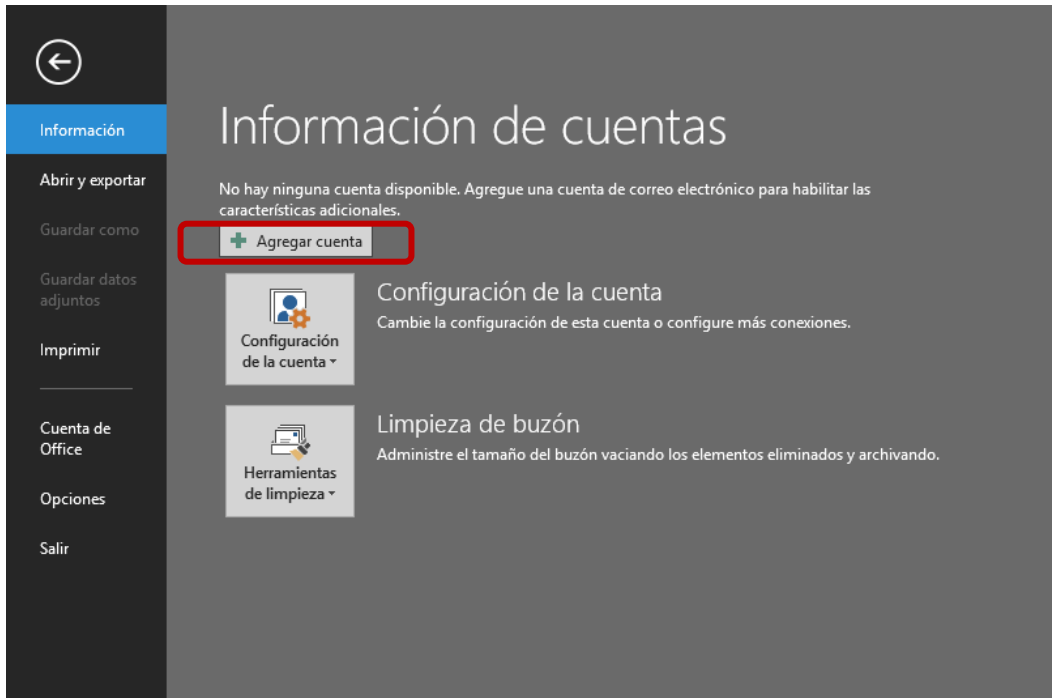 Información
Abrir y exportar
Guardar como
Guardar datos
adjuntos
Imprimir
Cuenta de
Office
Opciones
Salir
Información de cuentas
No hay ninguna cuenta disponible. Agregue una cuenta de correo electrónico para habilitar las
características adicionales.
Agregar cuenta
Configuración
de la cuenta
Configuración de la cuenta
Cambie la configuración de esta cuenta o configure más conexiones.
Herramientas
de limpieza
Limpieza de buzón
Administre el tamaño del buzón vaciando los elementos eliminados y archivando.